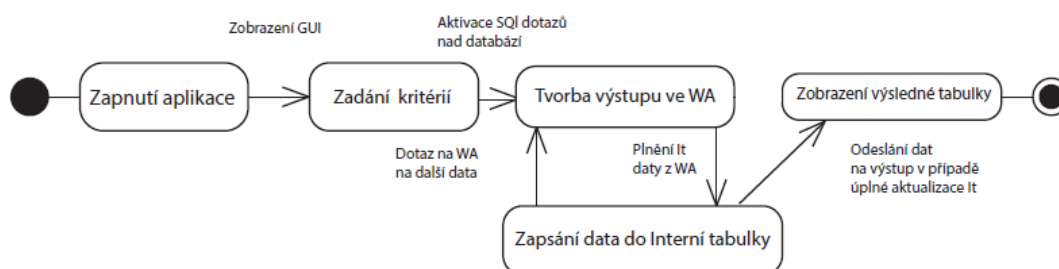 Zobrazení GUI
Aktivace SQl dotazů
nad databází
Zapnutí aplikace
Zadání kritérií
Tvorba výstupu ve WA
Zobrazení výsledné tabulky
Dotaz na WA
na další data
Plnění It
daty z WA
Odeslání dat
na výstup v případě
úplné aktualizace It
Zapsání data do Interní tabulky